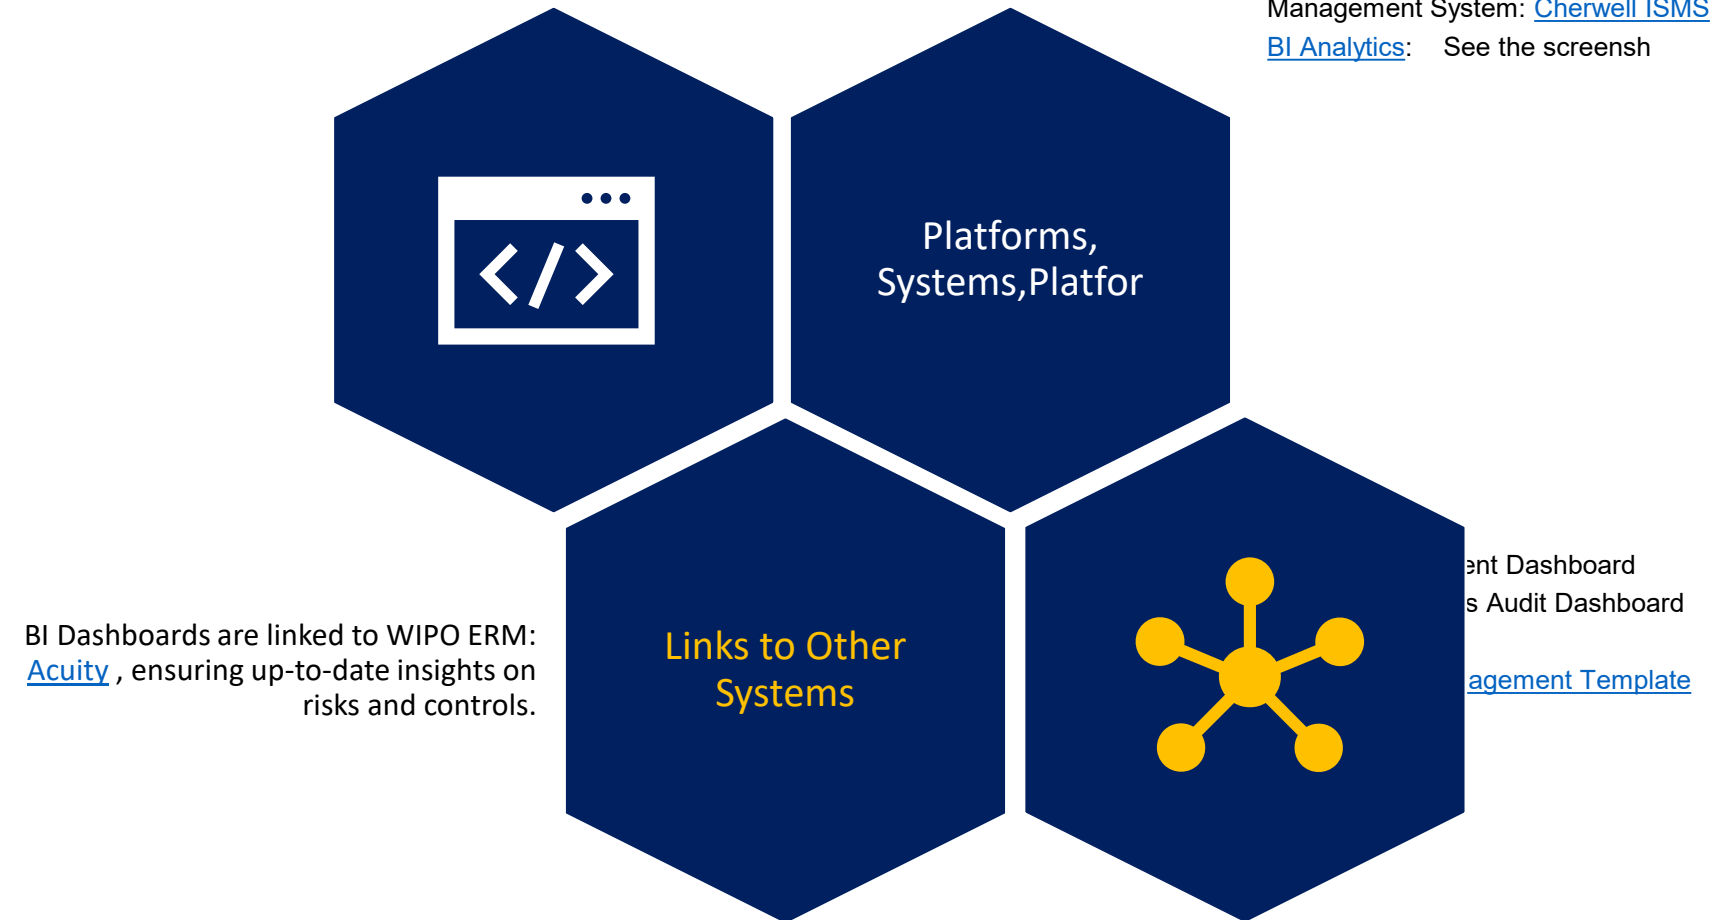 Management System: Cherwell ISMS
BI Analytics: See the screensh
</>
Platforms,
Systems,Platfor
ent Dashboard
s Audit Dashboard
agement Template
BI Dashboards are linked to WIPO ERM:
Acuity , ensuring up-to-date insights on
risks and controls.
Links to Other
Systems